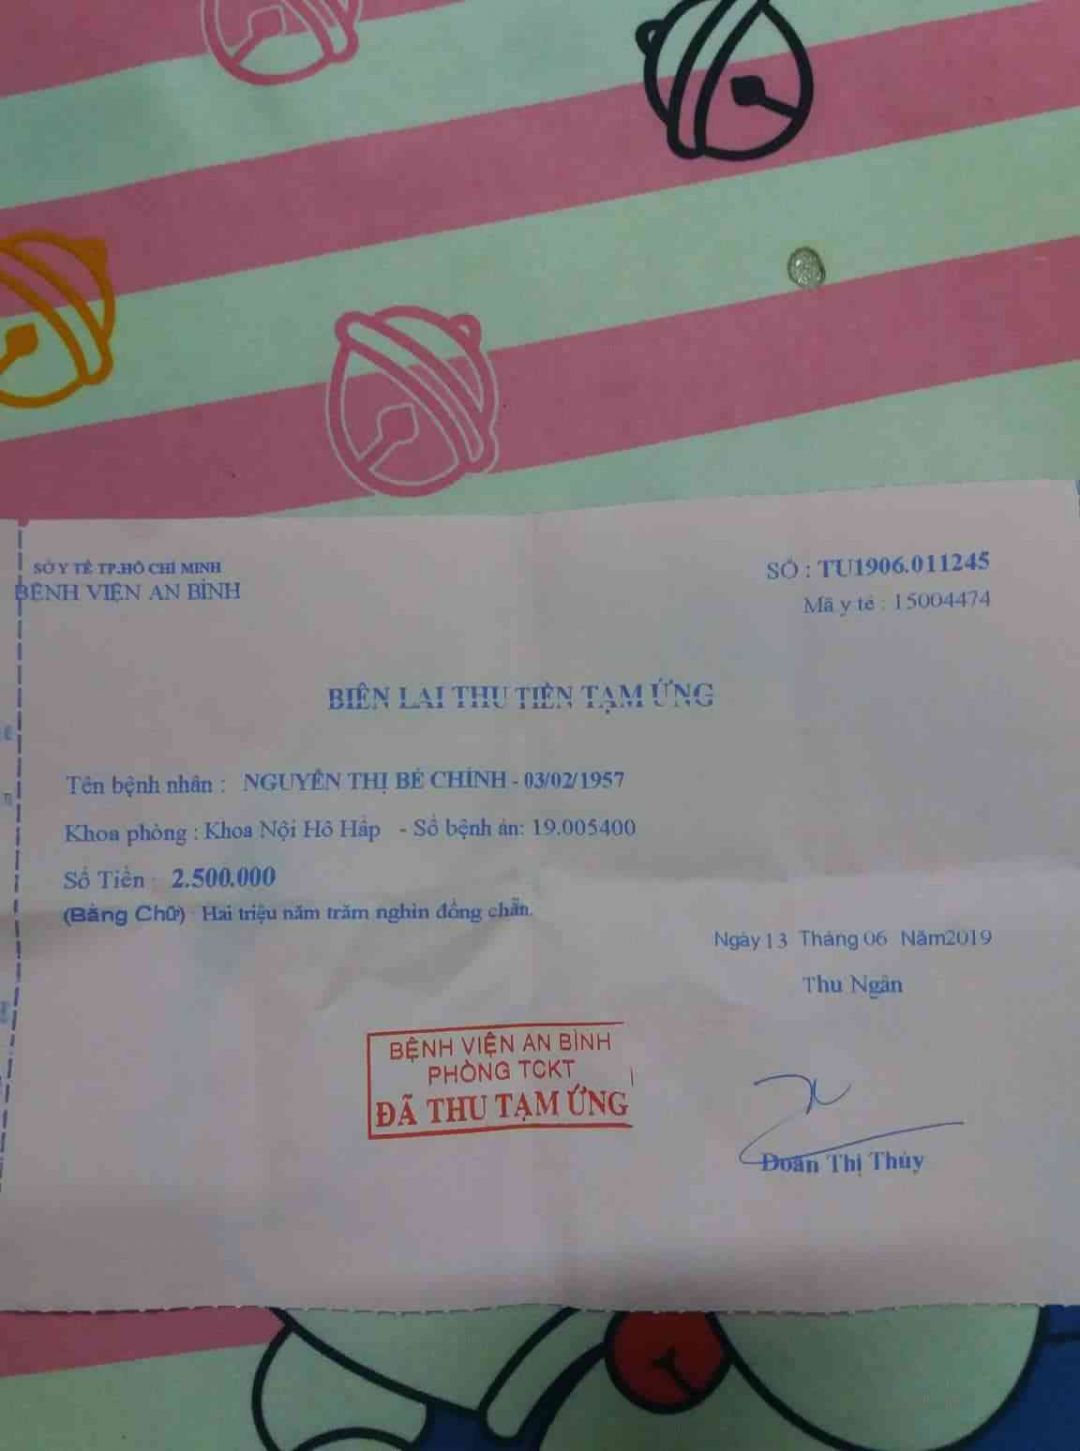 SỞ Y TẾ TP.HỒ CHÍ MINH
BỆNH VIỆN AN BÌNH
SỐ : TU1906.011245
Mã y tế : 15004474
BIÊN LAI THU TIỀN TẠM ỨNG
Tên bệnh nhân : NGUYỄN THỊ BÉ CHÍNH - 03/02/1957
Khoa phòng : Khoa Nội Hô Hấp - Số bệnh án: 19.005400
Số Tiền : 2.500.000
(Bằng Chữ) : Hai triệu năm trăm nghìn đồng chẵn.
Ngày 13 Tháng 06 Năm2019
Thu Ngân
BỆNH VIỆN AN BÌNH
PHÒNG TCKT
ĐÃ THU TẠM ỨNG
Đoàn Thị Thủy